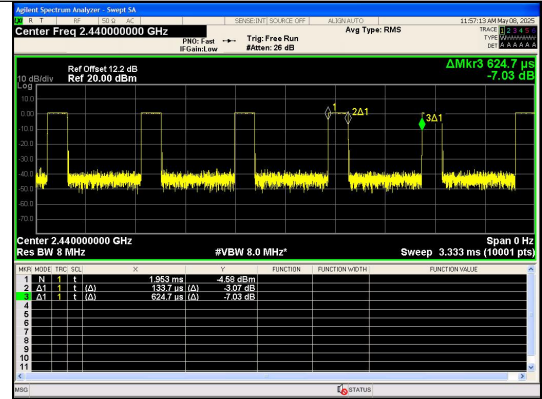 Agilent Spectrum Analyzer - Swept SA
R T RF 50 Ω AC SENSE:INT SOURCE OFF ALIGN AUTO 11:57:13 AM May 08, 2025
Center Freq 2.440000000 GHz Avg Type: RMS TRACE 1 2 3 4 5 6
PNO: Fast Trig: Free Run TYPE
IFGain:Low #Atten: 26 dB DET A A A A A A
ΔMkr3 624.7 µs
Ref Offset 12.2 dB -7.03 dB
10 dB/div Ref 20.00 dBm
Log
10.0
0.00
-10.0
-20.0
-30.0
-40.0
-50.0
-60.0
-70.0
1 2Δ1 3Δ1
Center 2.440000000 GHz Span 0 Hz
Res BW 8 MHz #VBW 8.0 MHz* Sweep 3.333 ms (10001 pts)
MKR MODE TRC SCL X Y FUNCTION FUNCTION WIDTH FUNCTION VALUE
1 N 1 t 1.953 ms -4.58 dBm
2 Δ1 1 t (Δ) 133.7 µs (Δ) -3.07 dB
3 Δ1 1 t (Δ) 624.7 µs (Δ) -7.03 dB
4
5
6
7
8
9
10
11
MSG STATUS